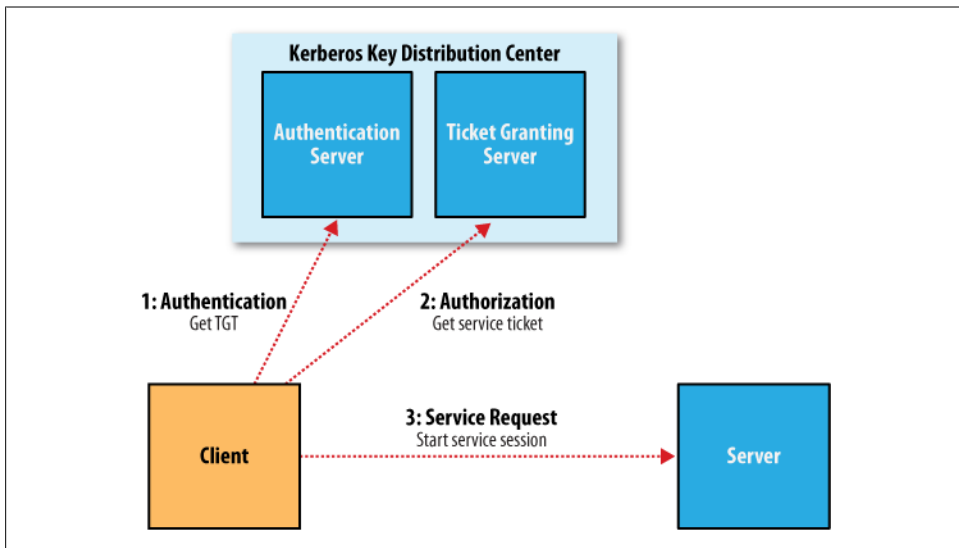 Kerberos Key Distribution Center
Authentication
Server
Ticket Granting
Server
1: Authentication
Get TGT
2: Authorization
Get service ticket
3: Service Request
Start service session
Client
Server